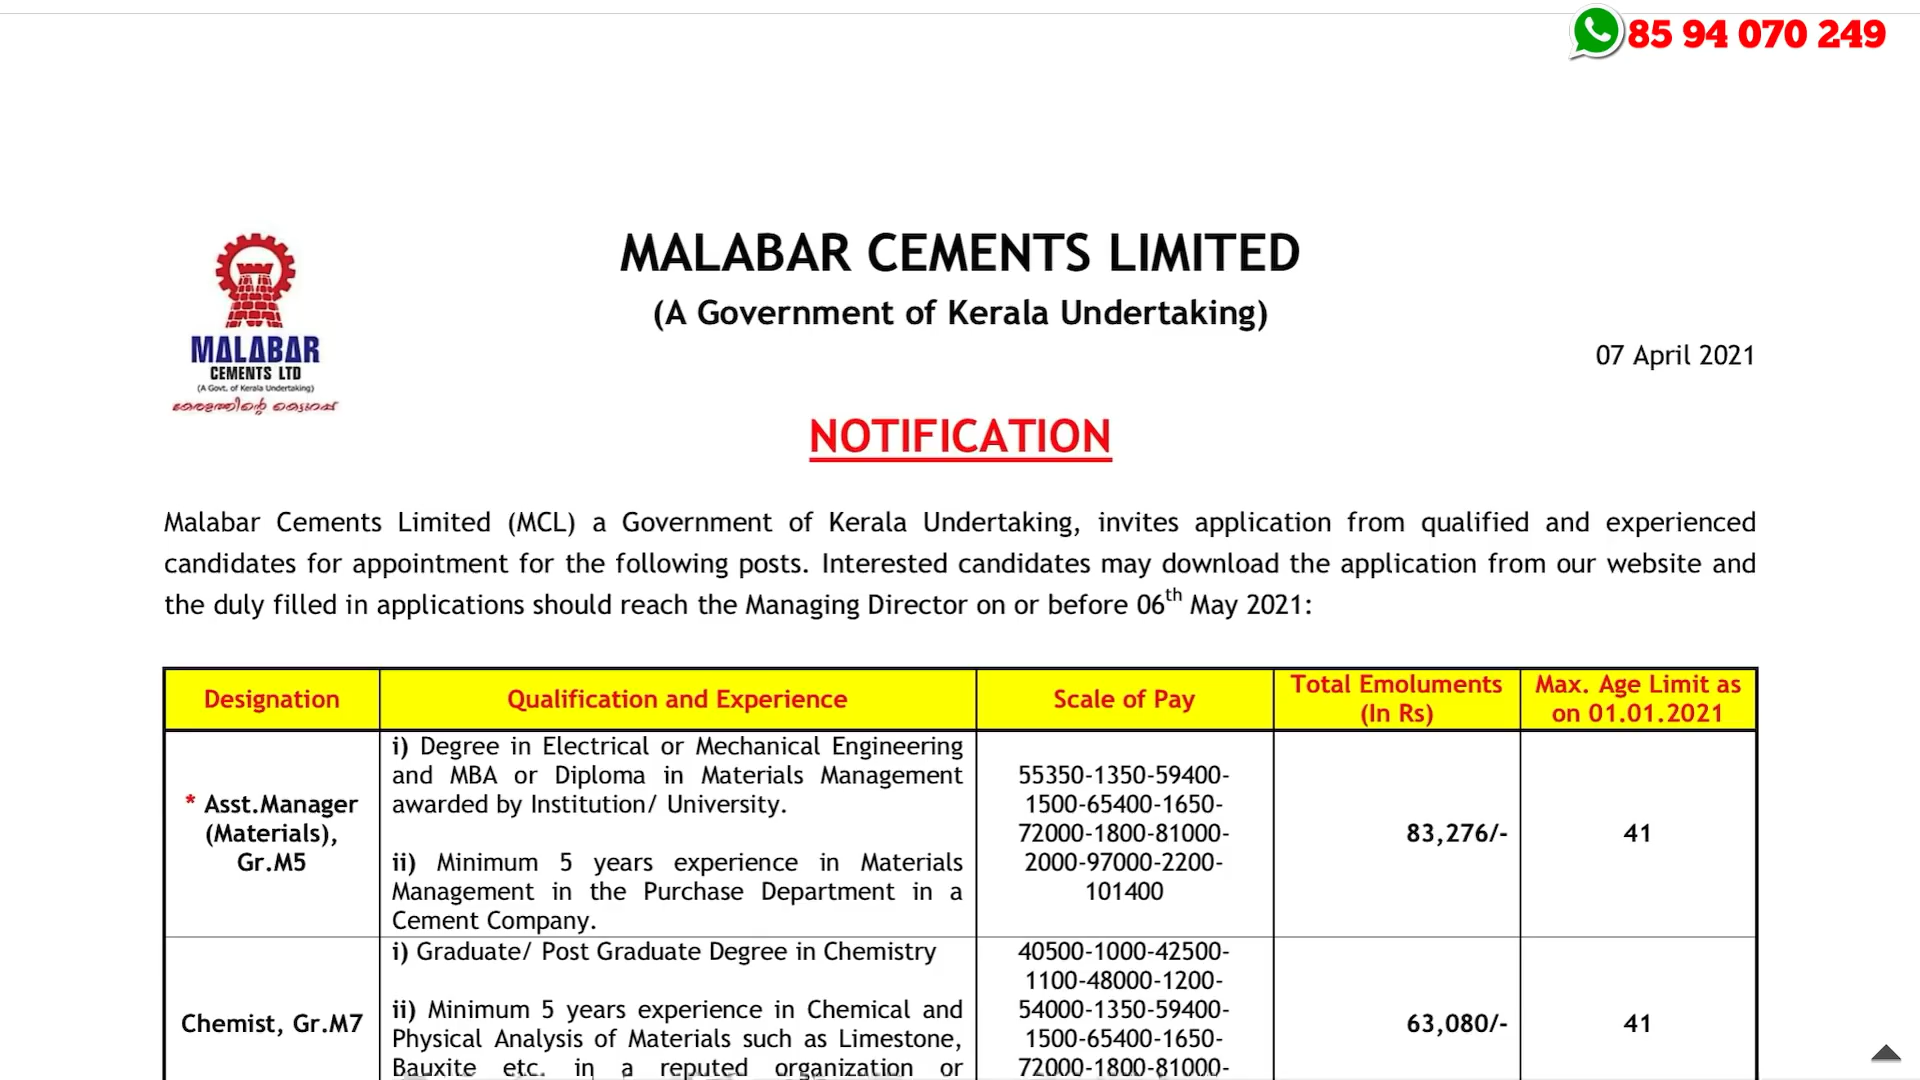 85 94 070 249
MALABAR CEMENTS LIMITED
(A Government of Kerala Undertaking)
MALABAR
CEMENTS LTD
(A Govt. of Kerala Undertaking)
കേരളത്തിന്റെ കെട്ടുറപ്പ്
07 April 2021
NOTIFICATION
Malabar Cements Limited (MCL) a Government of Kerala Undertaking, invites application from qualified and experienced
candidates for appointment for the following posts. Interested candidates may download the application from our website and
the duly filled in applications should reach the Managing Director on or before 06th May 2021:
Designation
Qualification and Experience
Scale of Pay
Total Emoluments
(In Rs)
Max. Age Limit as
on 01.01.2021
* Asst.Manager
(Materials),
Gr.M5
i) Degree in Electrical or Mechanical Engineering
and MBA or Diploma in Materials Management
awarded by Institution/ University.
ii) Minimum 5 years experience in Materials
Management in the Purchase Department in a
Cement Company.
55350-1350-59400-
1500-65400-1650-
72000-1800-81000-
2000-97000-2200-
101400
83,276/-
41
Chemist, Gr.M7
i) Graduate/ Post Graduate Degree in Chemistry
ii) Minimum 5 years experience in Chemical and
Physical Analysis of Materials such as Limestone,
Bauxite etc. in a reputed organization or
40500-1000-42500-
1100-48000-1200-
54000-1350-59400-
1500-65400-1650-
72000-1800-81000-
63,080/-
41